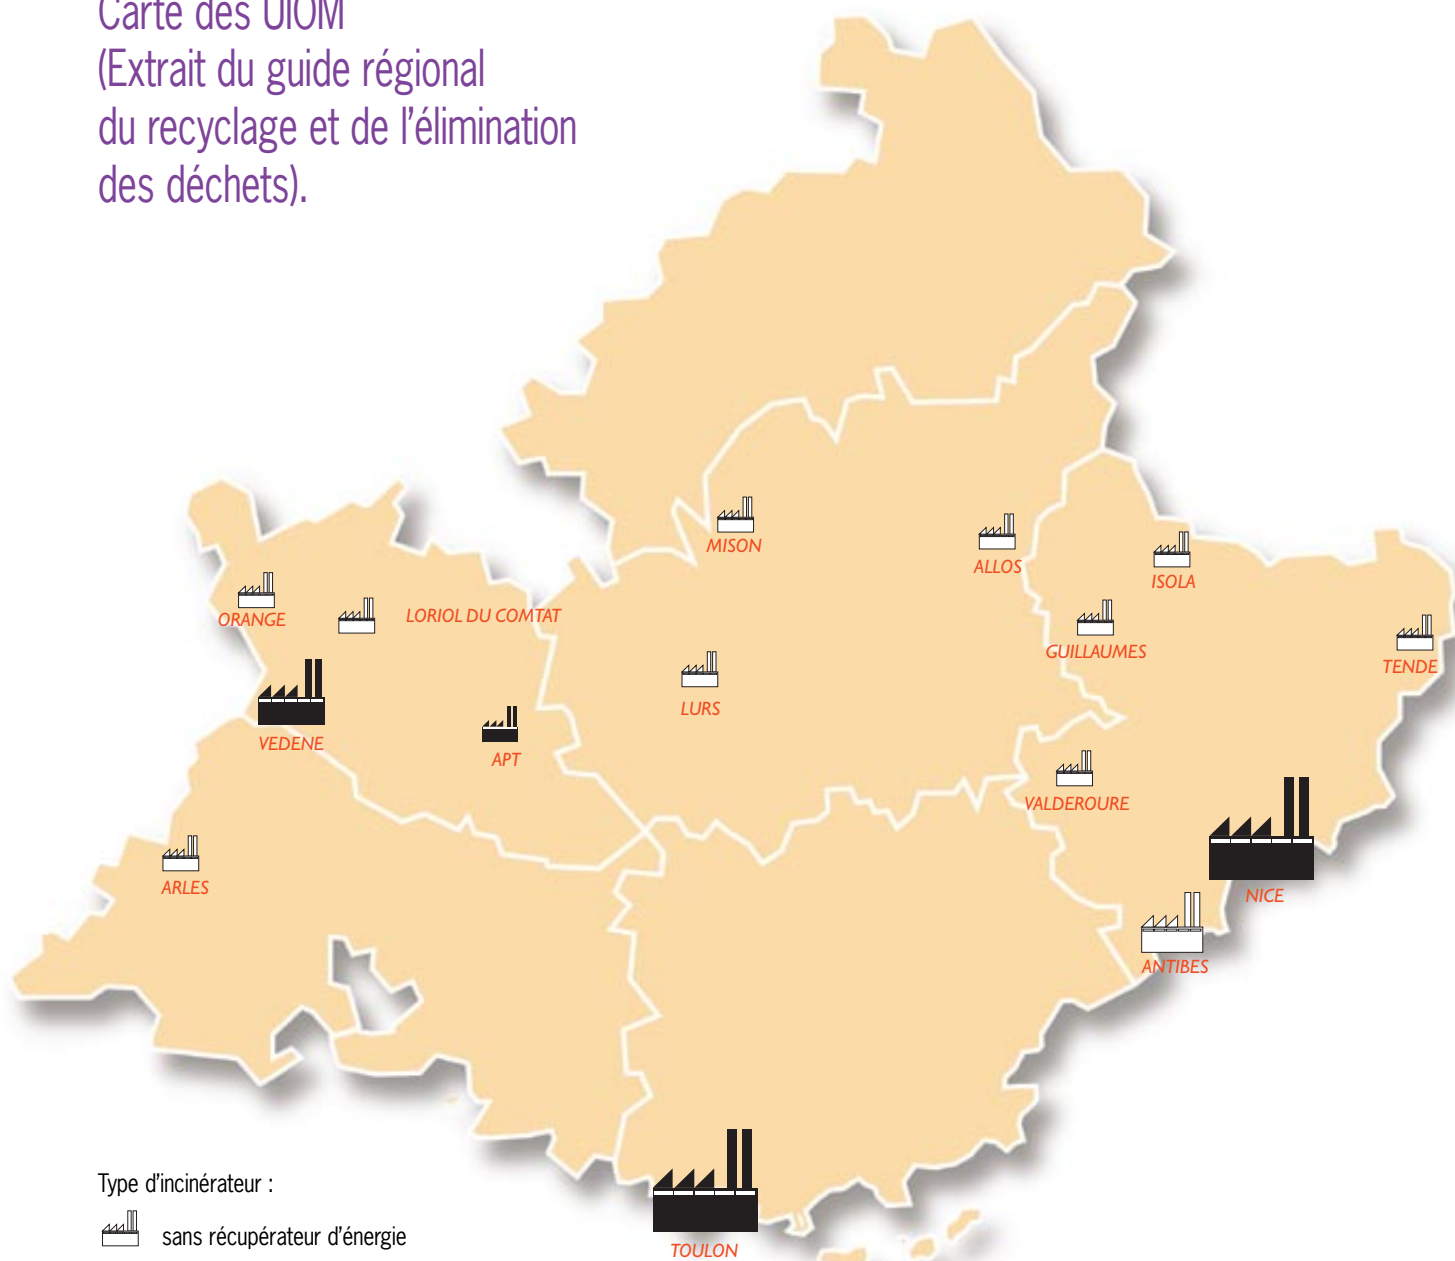 Carte des UIOM
(Extrait du guide régional
du recyclage et de l'élimination
des déchets).
MISON
ALLOS
ISOLA
ORANGE
LORIOL DU COMTAT
GUILLAUMES
TENDE
LURS
VEDENE
APT
VALDEROURE
ARLES
NICE
ANTIBES
Type d'incinérateur :
sans récupérateur d'énergie
TOULON